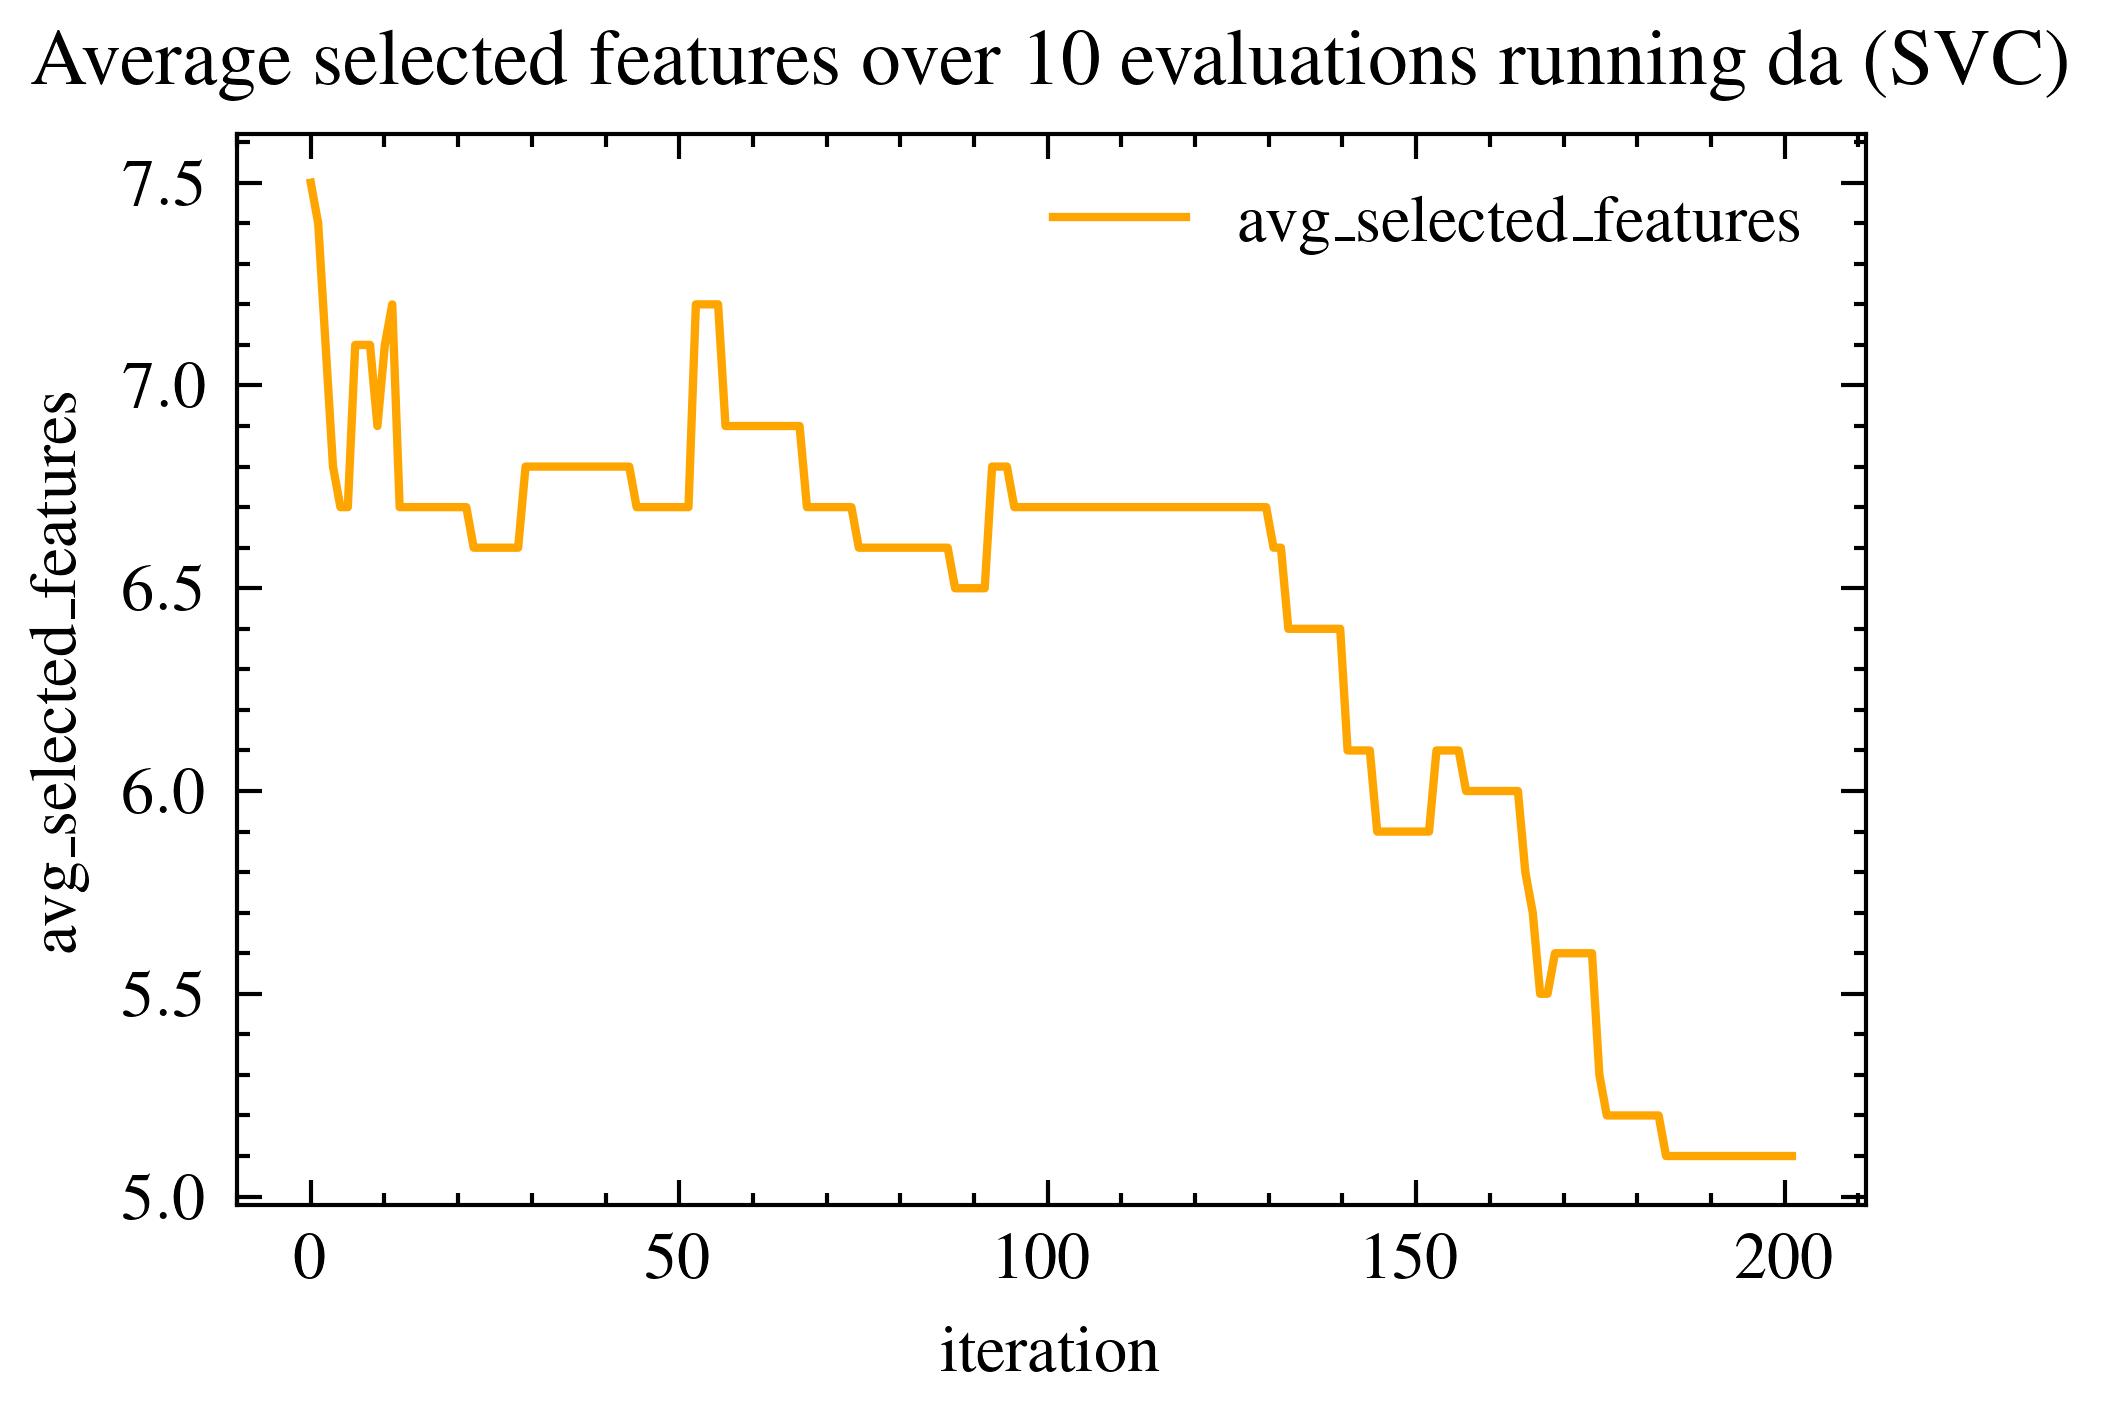 Average selected features over 10 evaluations running da (SVC)
avg_selected_features
7.5
7.0
6.5
6.0
5.5
5.0
avg_selected_features
0 50 100 150 200
iteration